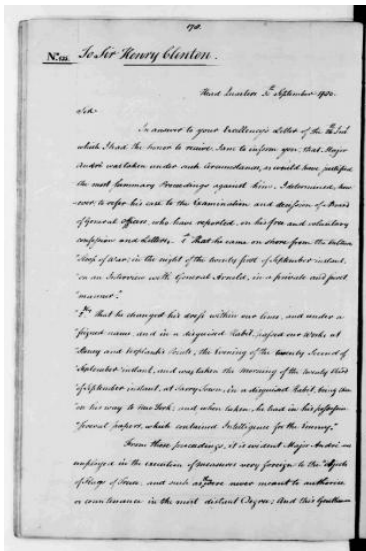 170.
To Sir Henry Clinton.
Head Quarters 30th September 1780.
Sir
In answer to your Excellency's Letter of the 26th Inst
which I had the honor to receive. I am to inform you, that Major
André was taken under such Circumstances, as would have justified
the most Summary Proceedings against him. I determined, how-
ever, to refer his case to the Examination and decision of a Board
of General officers, who have reported, on his free and voluntary
confession and Letters. 1st That he came on shore from the Vulture
Sloop of War, in the night of the twenty first of September instant,
"on an Interview with General Arnold, in a private and secret
"manner."
that he changed his dress within our lines, and under a
feigned name, and in a disguised Habit, passed our Works at
Stoney and Verplanks Points, the Evening of the twenty Second of
September instant, and was taken the Morning of the twenty third
of September instant, at Tarry Town, in a disguised Habit, being then
on his way to New York; and when taken, he had in his possession
"several papers, which contained Intelligence for the Enemy."
From these proceedings, it is evident Major André was
employed in the execution of measures very foreign to the objects
of Flags of Truce, and such as they were never meant to authorise
or countenance in the most distant Degree; And this Gentleman